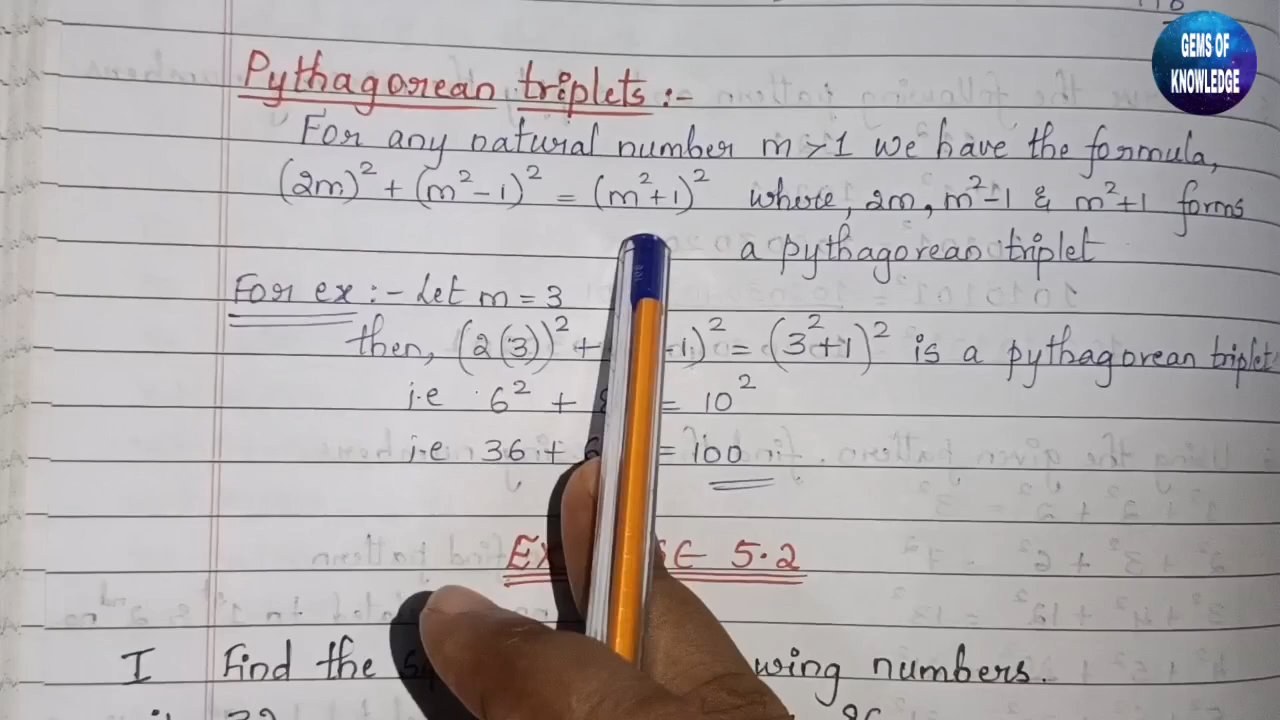 GEMS OF
KNOWLEDGE
Pythagorean triplets :-
For any natural number m > 1 we have the formula,
(2m)² + (m² - 1)² = (m²+1)² where, 2m, m²-1 & m²+1 forms
a pythagorean triplet
For ex :- Let m = 3
then, (2(3))² + -1)² = (3²+1)² is a pythagorean triplet
i.e 6² + = 10²
i.e 36 + = 100
5.2
I Find the numbers.